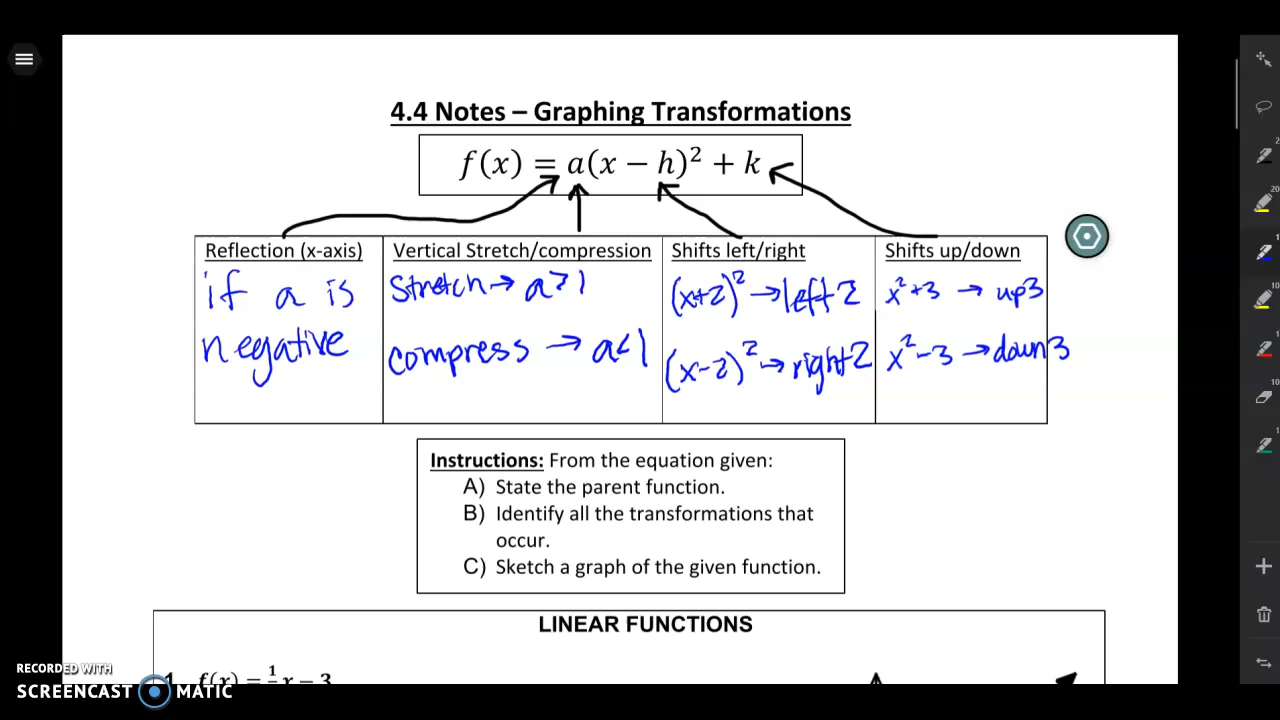 4.4 Notes – Graphing Transformations
f(x) = a(x − h)² + k
Reflection (x-axis)
if a is
negative
Vertical Stretch/compression
Stretch → a>1
compress → a<1
Shifts left/right
(x+2)² → left 2
(x-2)² → right 2
Shifts up/down
x²+3 → up 3
x²-3 → down 3
Instructions: From the equation given:
A) State the parent function.
B) Identify all the transformations that
occur.
C) Sketch a graph of the given function.
LINEAR FUNCTIONS
RECORDED WITH
SCREENCAST MATIC